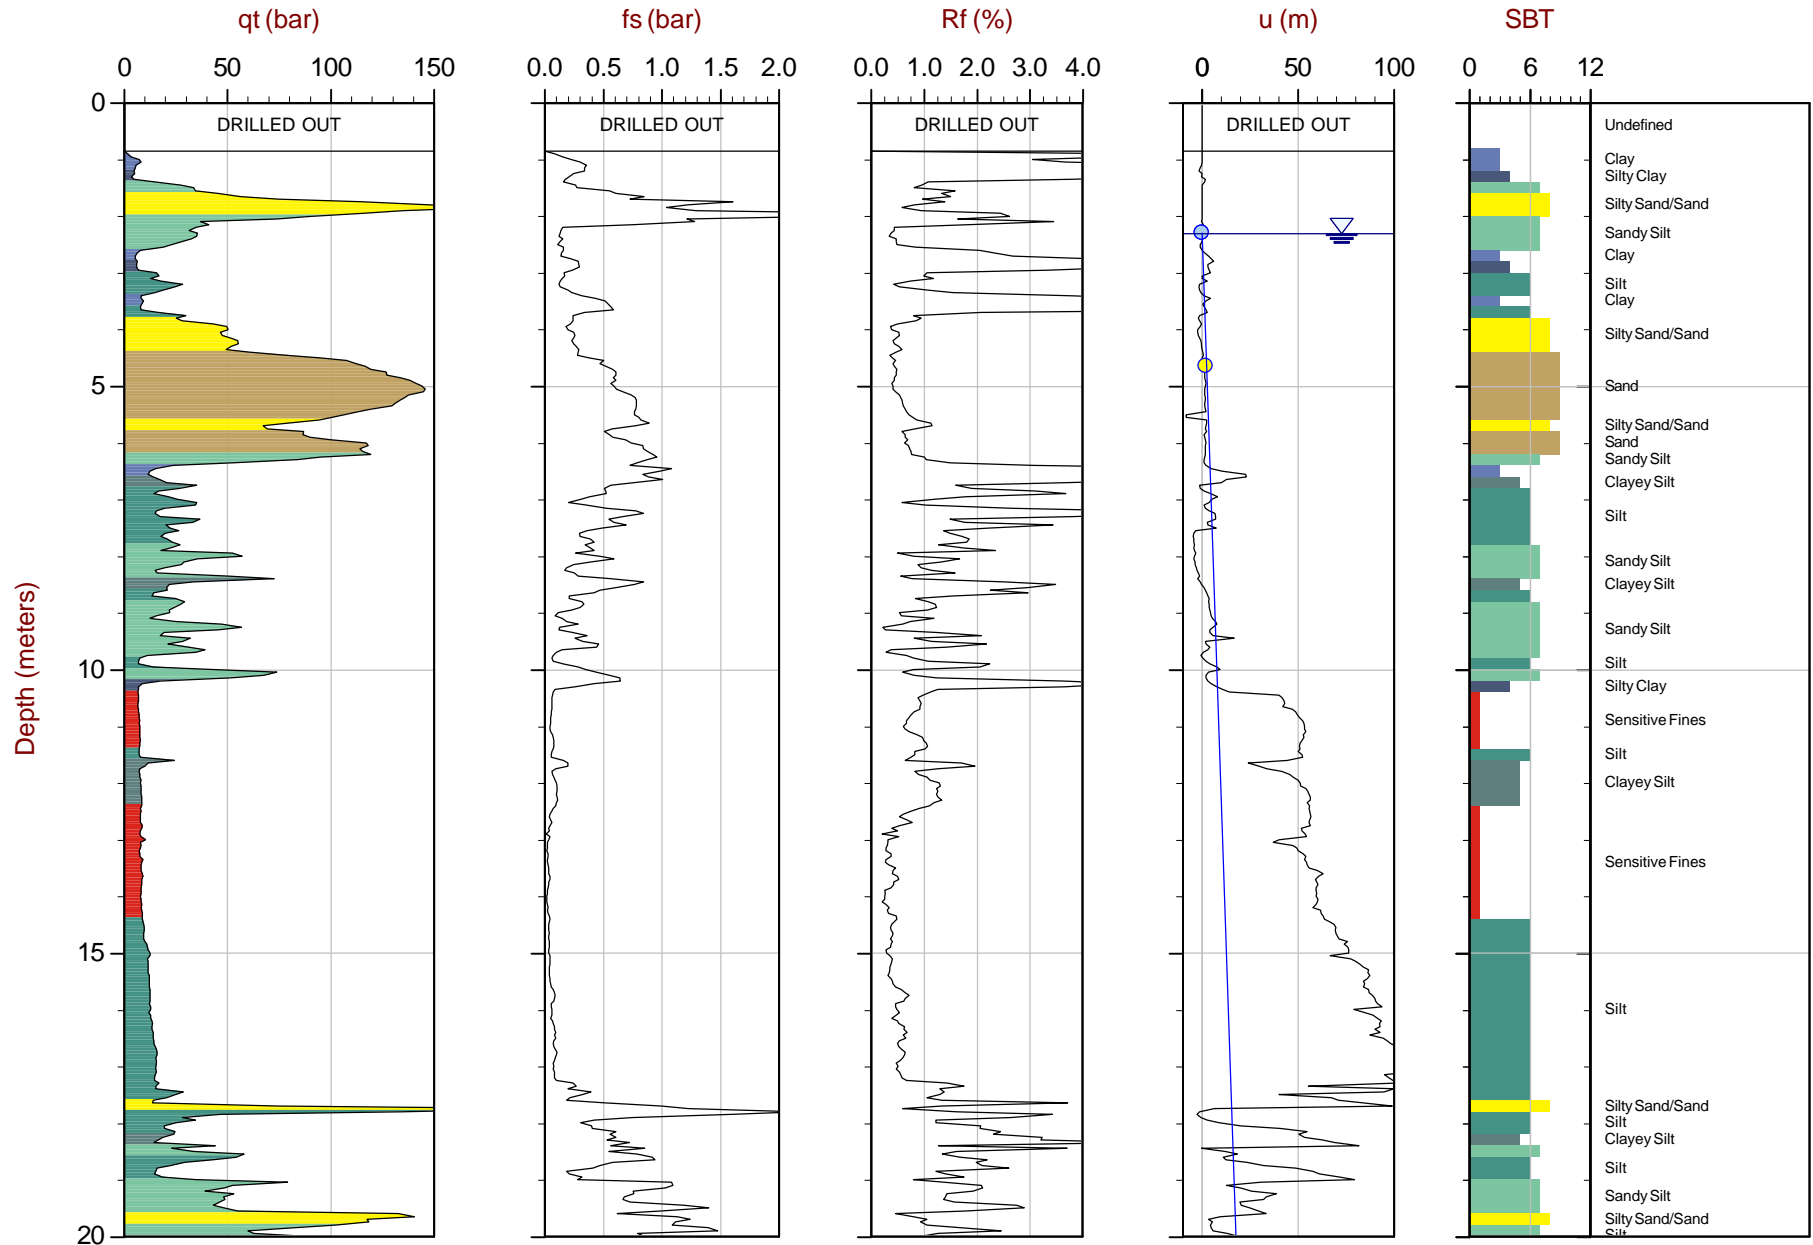 qt (bar) fs (bar) Rf (%) u (m) SBT
0 50 100 150 0.0 0.5 1.0 1.5 2.0 0.0 1.0 2.0 3.0 4.0 0 50 100 0 6 12
0
DRILLED OUT DRILLED OUT DRILLED OUT DRILLED OUT
Undefined
Clay
Silty Clay
Silty Sand/Sand
Sandy Silt
Clay
Silt
Clay
Silty Sand/Sand
5
Sand
Silty Sand/Sand
Sand
Sandy Silt
Clayey Silt
Silt
Sandy Silt
Clayey Silt
Sandy Silt
Silt
10
Silty Clay
Sensitive Fines
Silt
Clayey Silt
Sensitive Fines
15
Silt
Silty Sand/Sand
Silt
Clayey Silt
Silt
Sandy Silt
Silty Sand/Sand
Silt
20
Depth (meters)